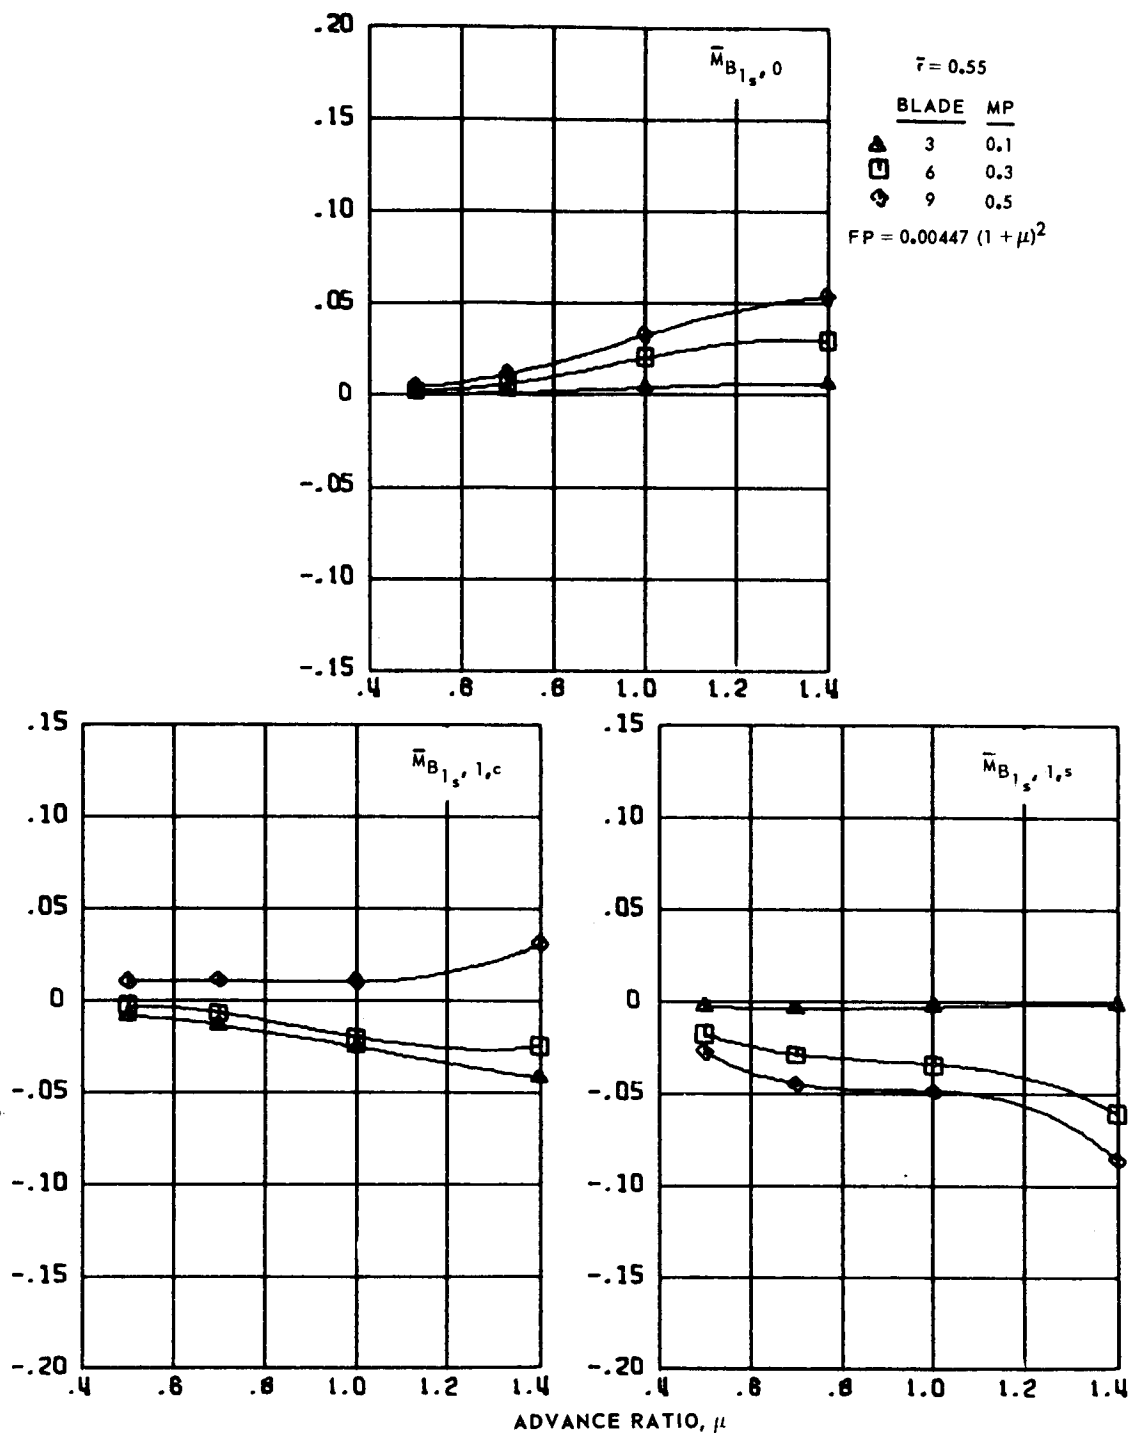 .20
.15
.10
.05
0
-.05
-.10
-.15
.4 .6 .8 1.0 1.2 1.4
M̅B1s, 0
r̅ = 0.55
BLADE MP
3 0.1
6 0.3
9 0.5
FP = 0.00447 (1 + μ)²
.15
.10
.05
0
-.05
-.10
-.15
-.20
.4 .6 .8 1.0 1.2 1.4
M̅B1s, 1,c
.15
.10
.05
0
-.05
-.10
-.15
-.20
.4 .6 .8 1.0 1.2 1.4
M̅B1s, 1,s
ADVANCE RATIO, μ